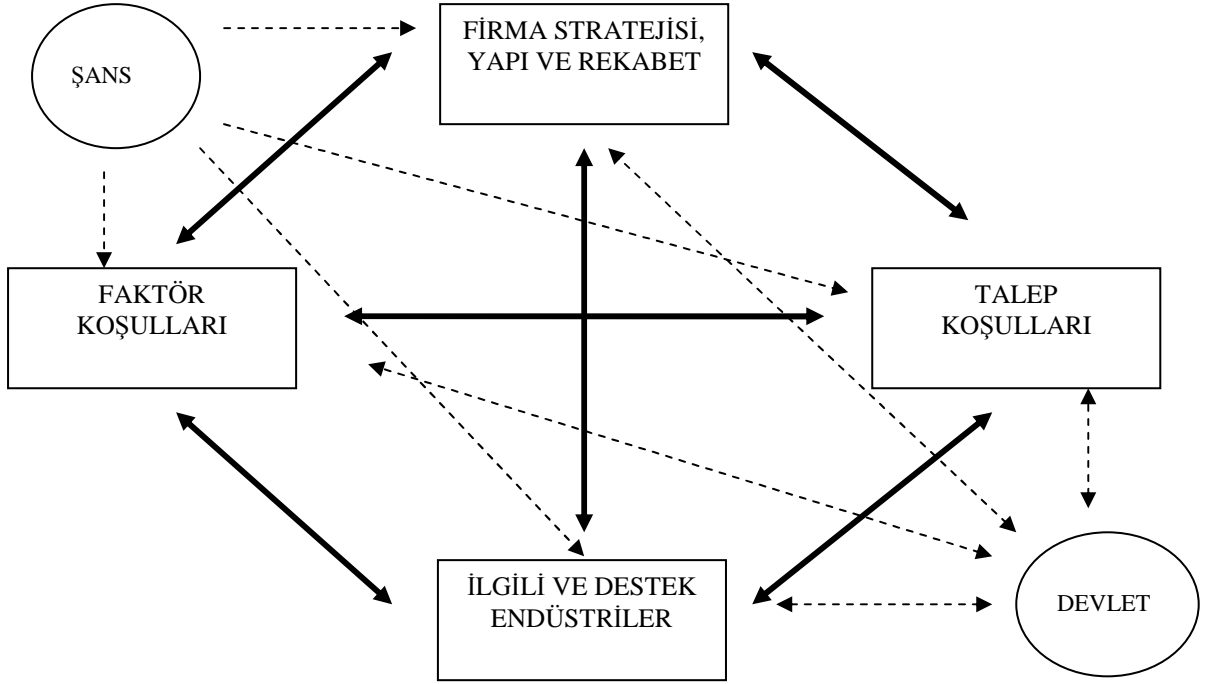 FİRMA STRATEJİSİ,
YAPI VE REKABET
ŞANS
FAKTÖR
KOŞULLARI
TALEP
KOŞULLARI
İLGİLİ VE DESTEK
ENDÜSTRİLER
DEVLET